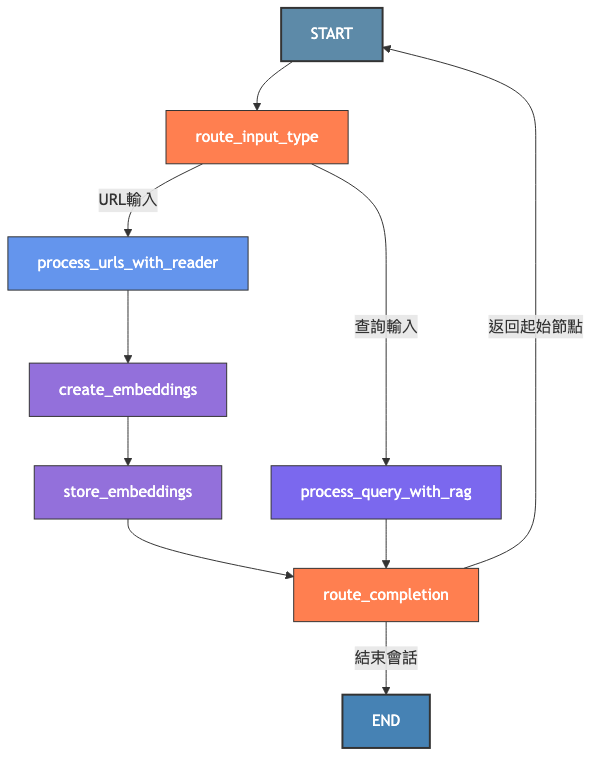 START
route_input_type
URL輸入
process_urls_with_reader
查詢輸入
返回起始節點
create_embeddings
store_embeddings
process_query_with_rag
route_completion
結束會話
END